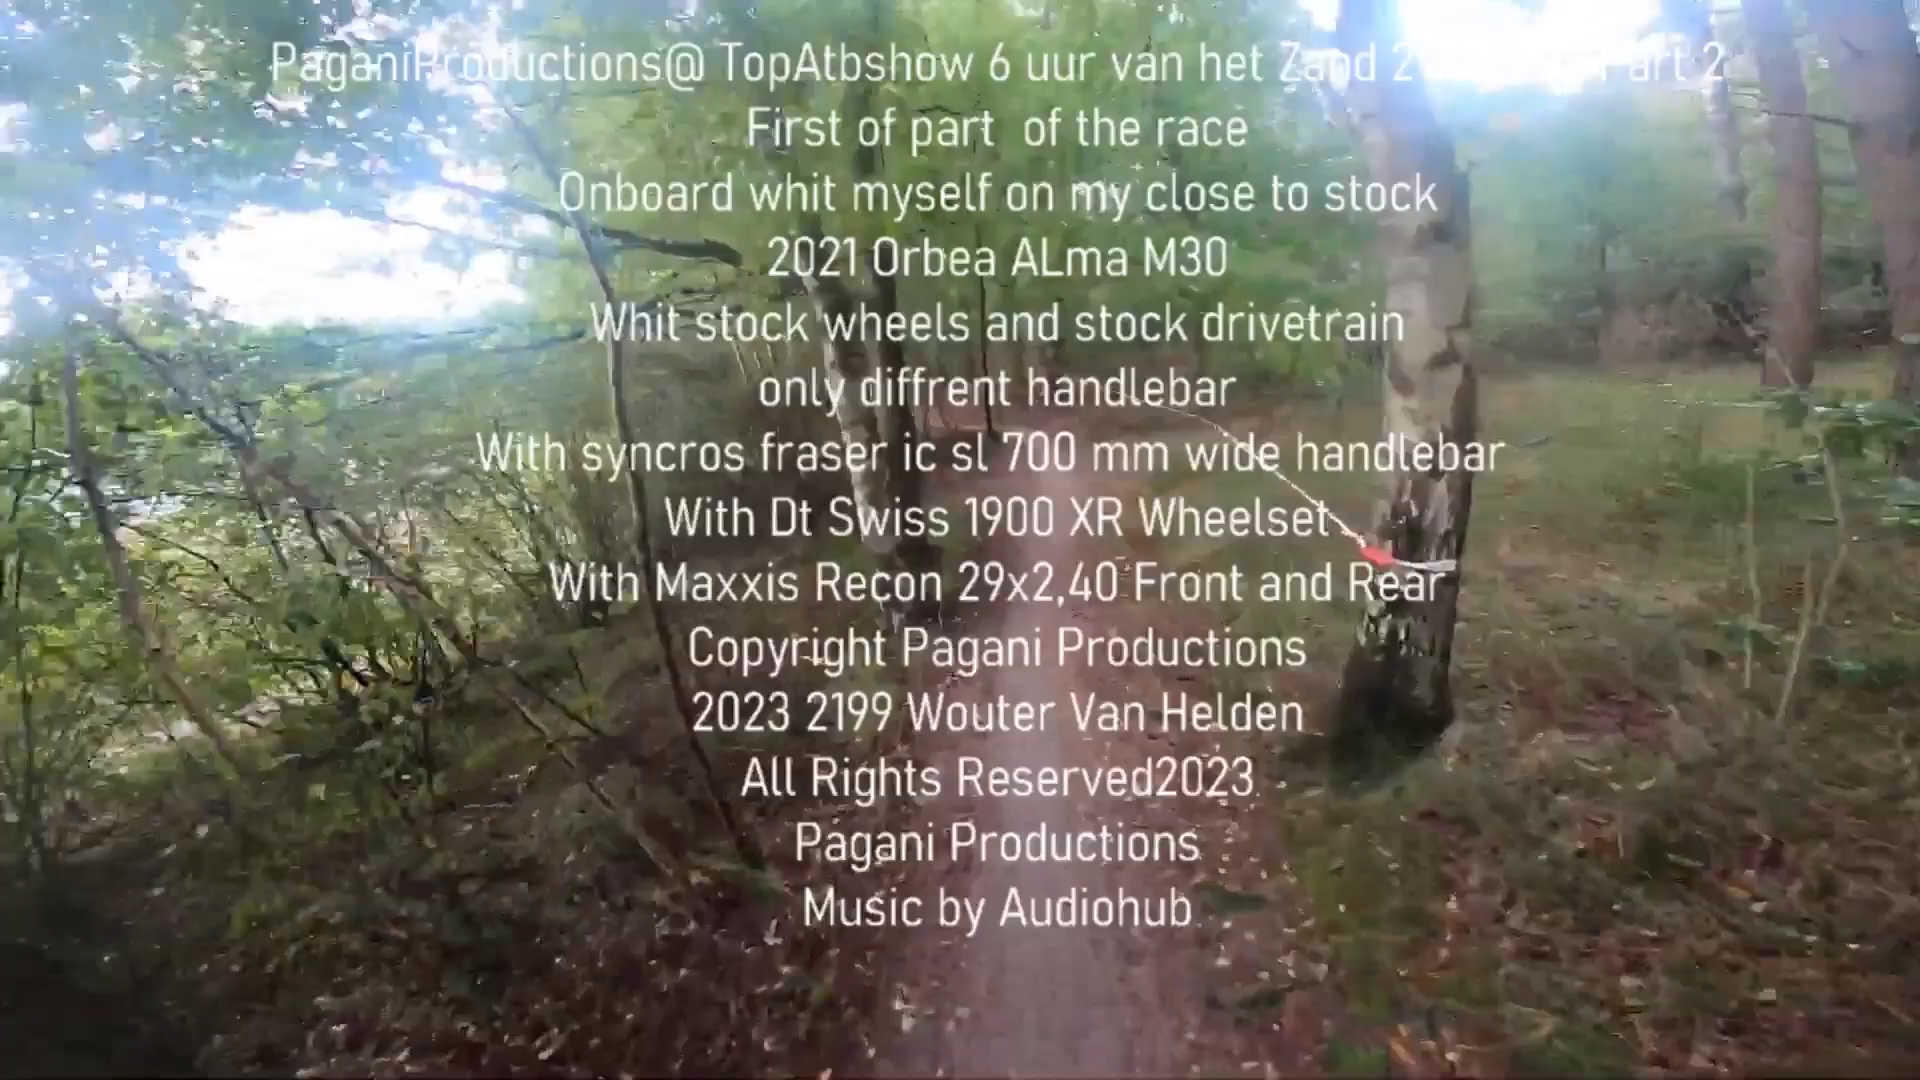 PaganiProductions@ TopAtbshow 6 uur van het Zand Part 2
First of part of the race
Onboard whit myself on my close to stock
2021 Orbea ALma M30
Whit stock wheels and stock drivetrain
only diffrent handlebar
With syncros fraser ic sl 700 mm wide handlebar
With Dt Swiss 1900 XR Wheelset
With Maxxis Recon 29x2,40 Front and Rear
Copyright Pagani Productions
2023 2199 Wouter Van Helden
All Rights Reserved2023
Pagani Productions
Music by Audiohub